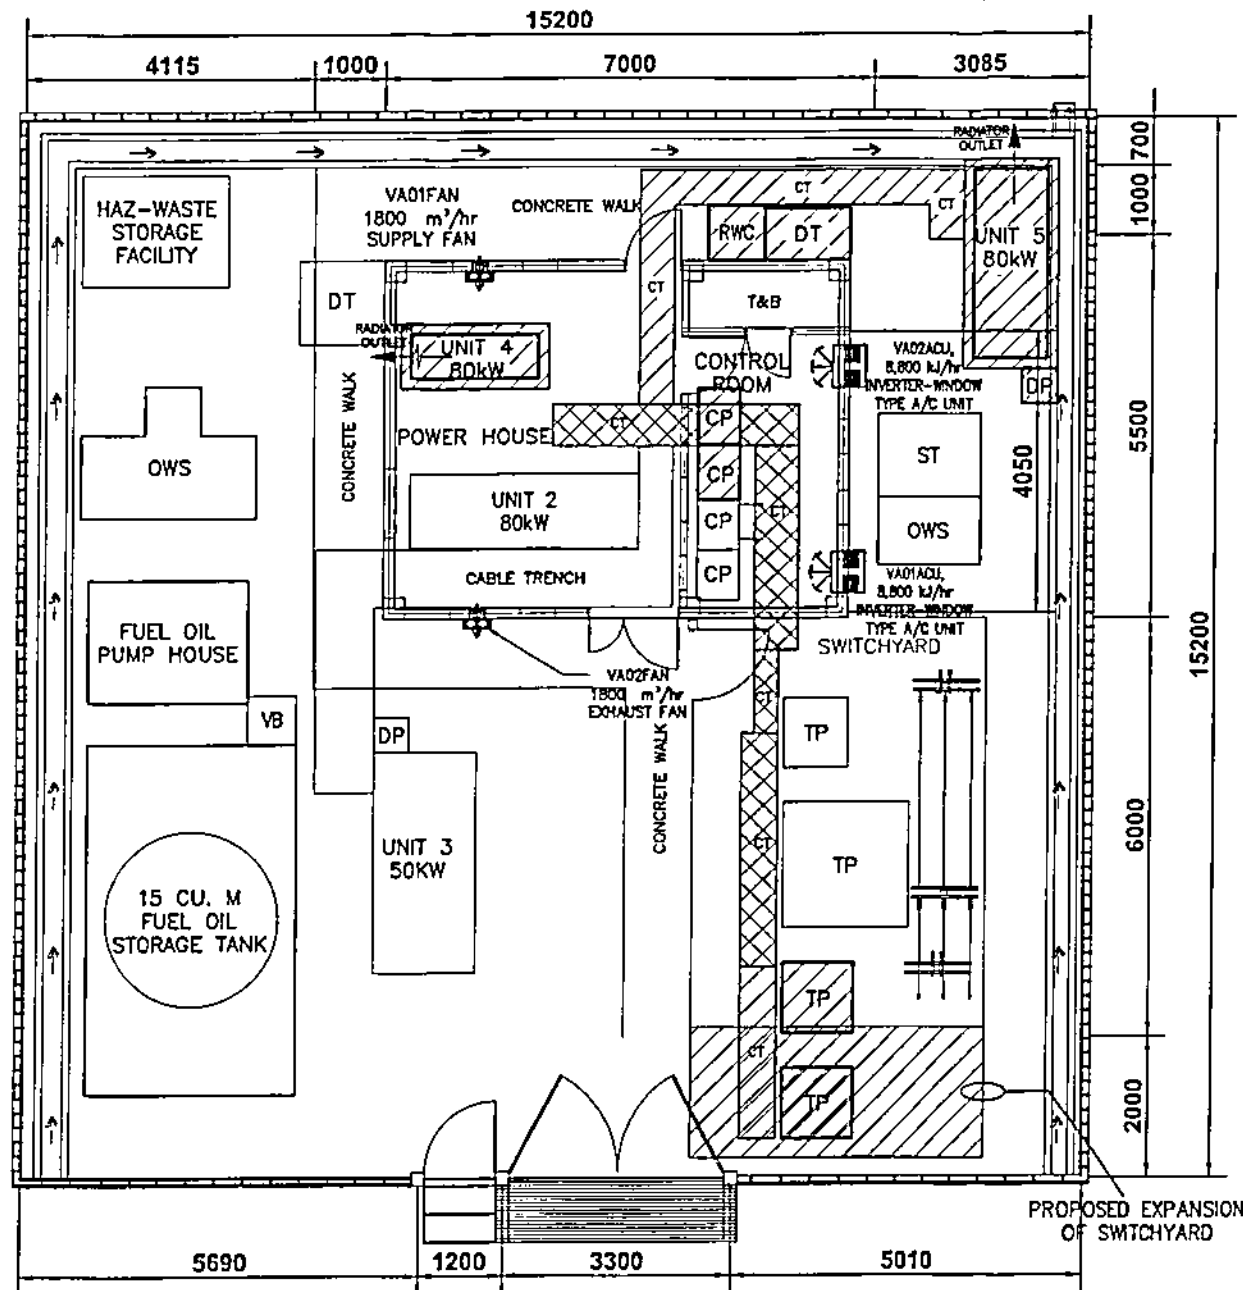 15200
4115
1000
7000
3085
RADIATOR
OUTLET
700
1000
5500
4050
6000
2000
15200
HAZ-WASTE
STORAGE
FACILITY
VA01FAN
1800 m³/hr
SUPPLY FAN
CONCRETE WALK
CT
CT
RWC
DT
UNIT 5
80kW
DT
CT
T&B
RADIATOR
OUTLET
UNIT 4
80kW
CONTROL
ROOM
VA02ACU,
8,800 kJ/hr
INVERTER-WINDOW
TYPE A/C UNIT
DP
CONCRETE WALK
POWER HOUSE
CT
CP
OWS
ST
CP
UNIT 2
80kW
CP
CT
OWS
CABLE TRENCH
CP
VA01ACU,
8,800 kJ/hr
INVERTER-WINDOW
TYPE A/C UNIT
SWITCHYARD
FUEL OIL
PUMP HOUSE
VA02FAN
1800 m³/hr
EXHAUST FAN
VB
DP
CT
TP
CONCRETE WALK
UNIT 3
50KW
CT
TP
15 CU. M
FUEL OIL
STORAGE TANK
TP
CT
TP
PROPOSED EXPANSION
OF SWITCHYARD
5690
1200
3300
5010